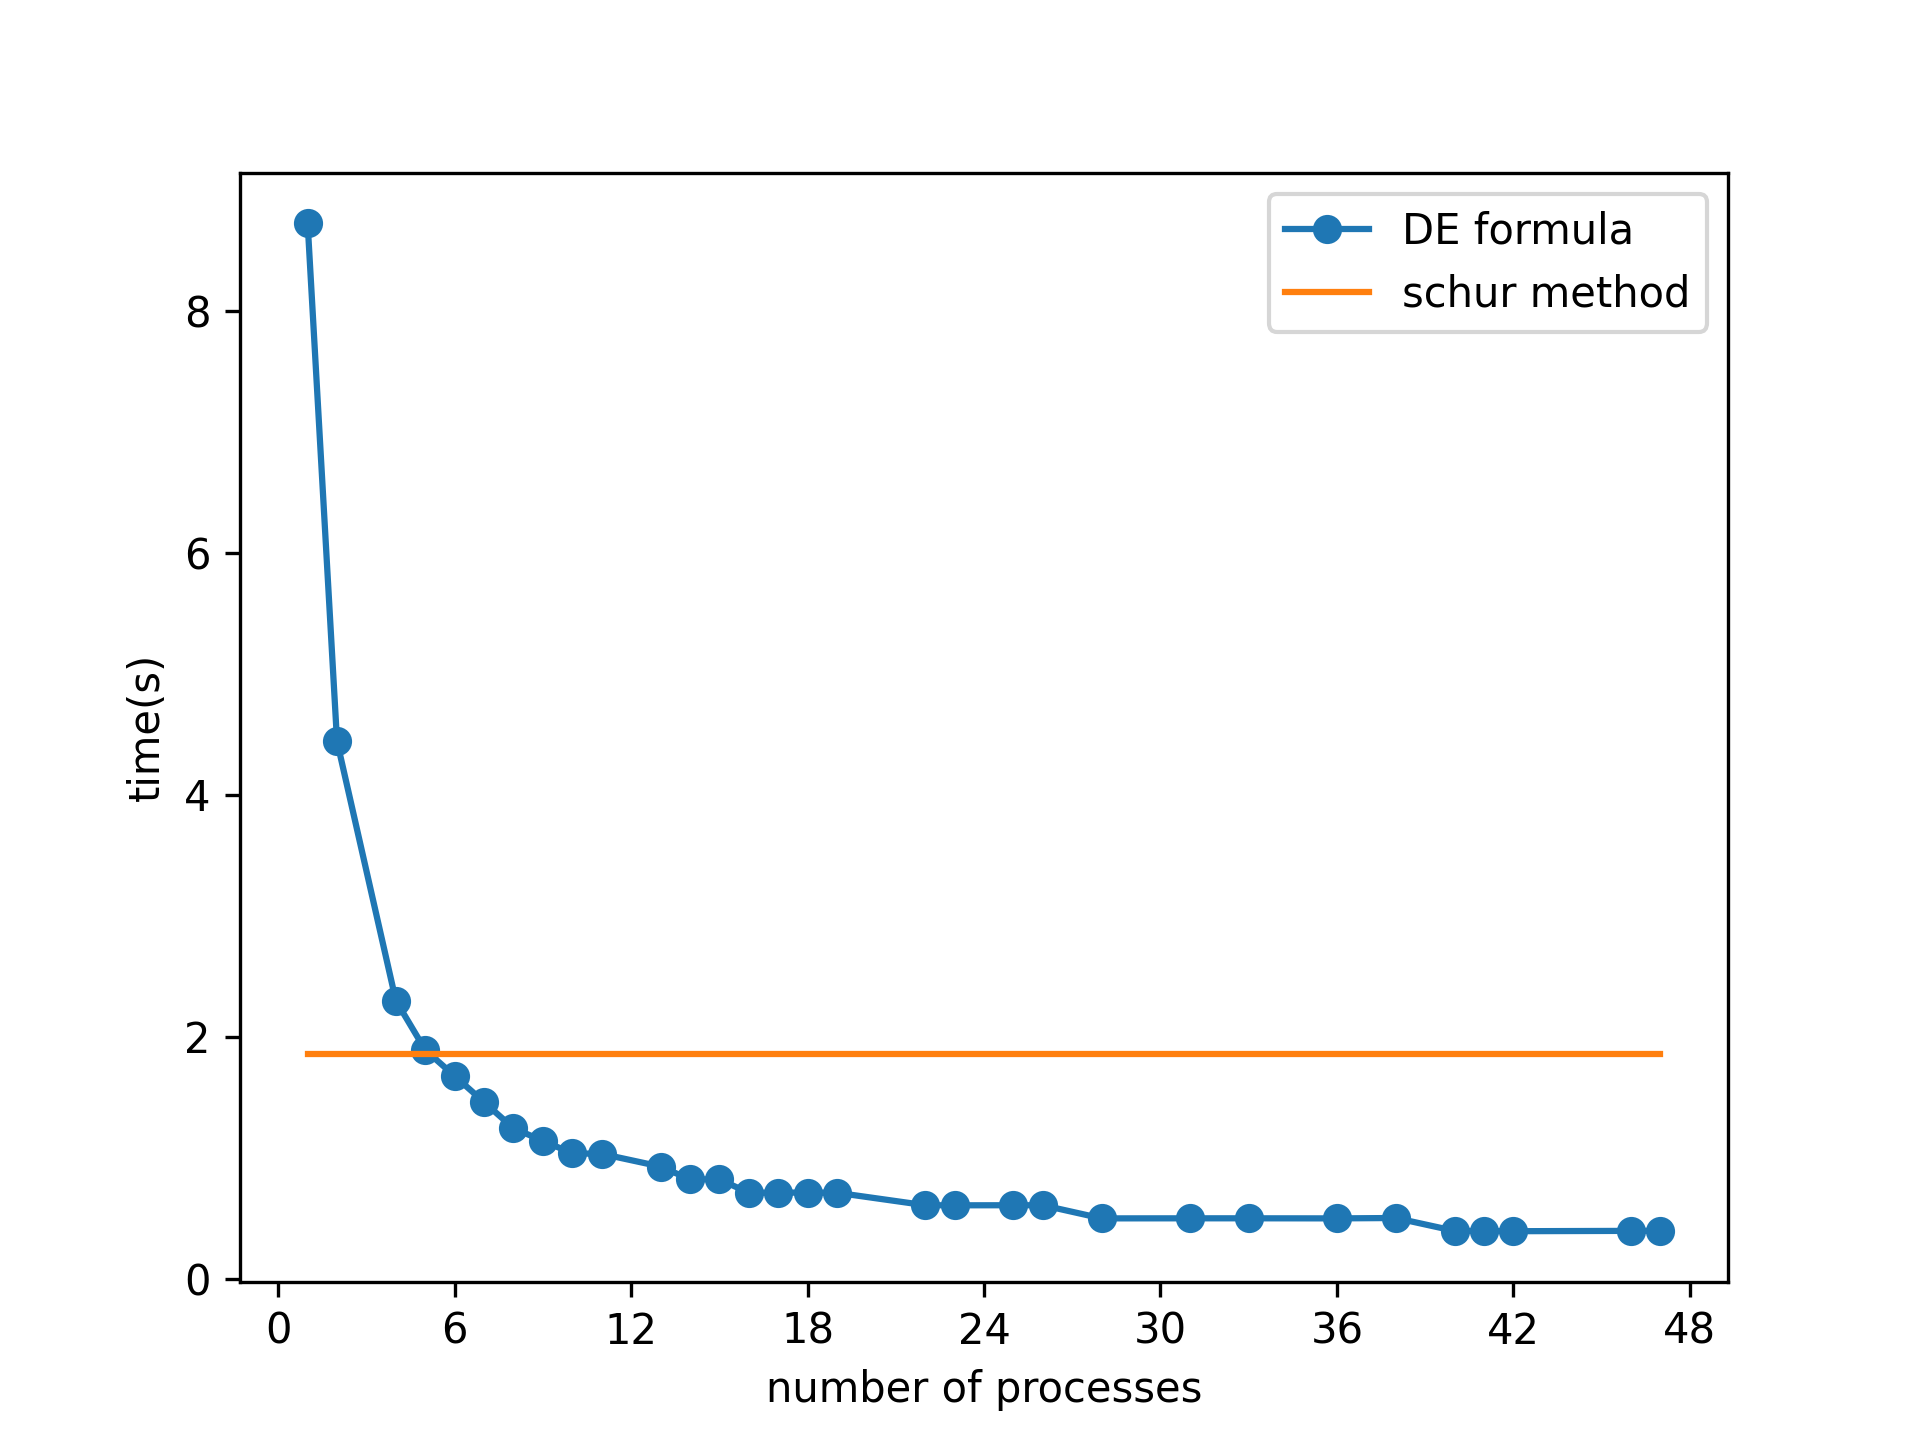 DE formula
schur method
8
6
4
2
0
time(s)
0 6 12 18 24 30 36 42 48
number of processes